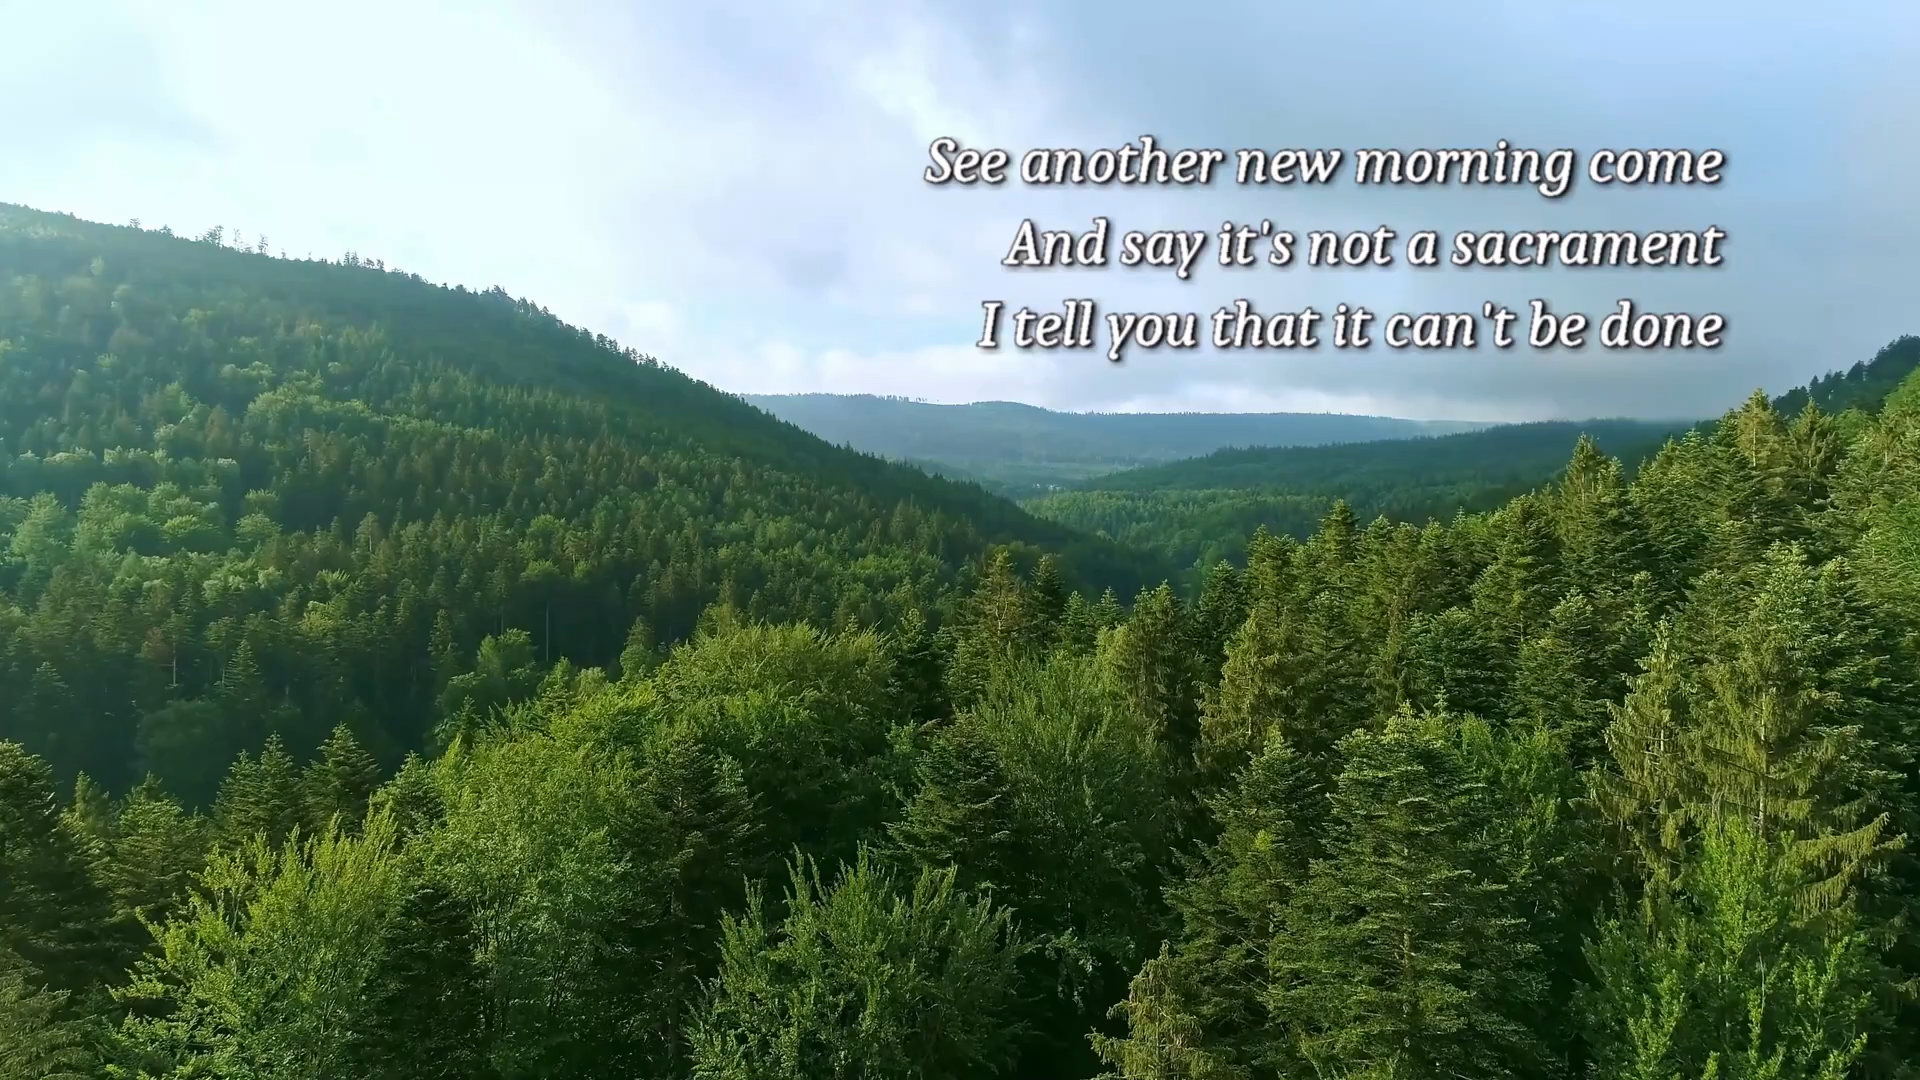 See another new morning come
And say it's not a sacrament
I tell you that it can't be done